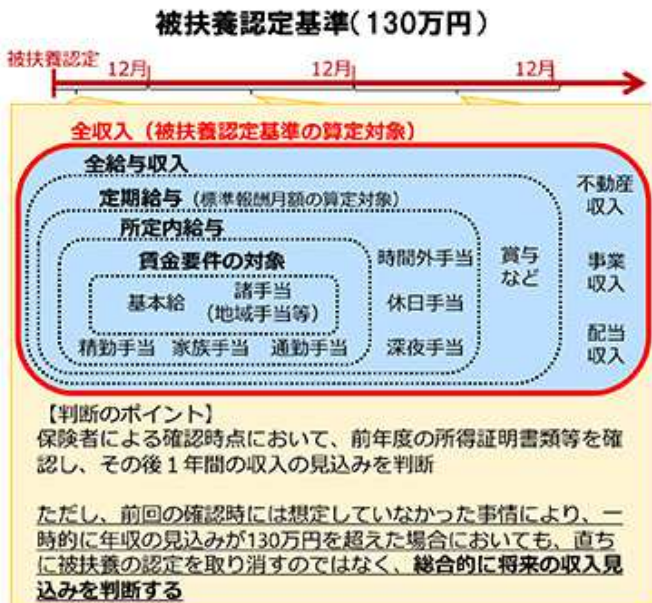 被扶養認定基準(130万円)
被扶養認定
12月 12月 12月
全収入(被扶養認定基準の算定対象)
全給与収入
定期給与(標準報酬月額の算定対象)
所定内給与
賃金要件の対象
基本給
諸手当
(地域手当等)
精勤手当 家族手当 通勤手当
時間外手当
休日手当
深夜手当
賞与
など
不動産
収入
事業
収入
配当
収入
【判断のポイント】
保険者による確認時点において、前年度の所得証明書類等を確
認し、その後1年間の収入の見込みを判断
ただし、前回の確認時には想定していなかった事情により、一
時的に年収の見込みが130万円を超えた場合においても、直ち
に被扶養の認定を取り消すのではなく、総合的に将来の収入見
込みを判断する